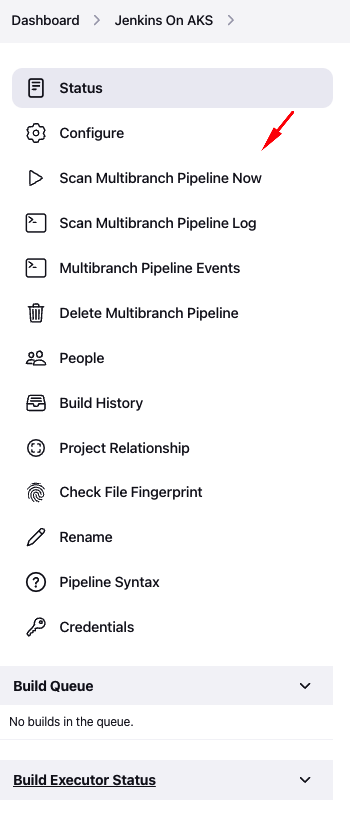 Dashboard > Jenkins On AKS >
Status
Configure
Scan Multibranch Pipeline Now
Scan Multibranch Pipeline Log
Multibranch Pipeline Events
Delete Multibranch Pipeline
People
Build History
Project Relationship
Check File Fingerprint
Rename
Pipeline Syntax
Credentials
Build Queue
No builds in the queue.
Build Executor Status